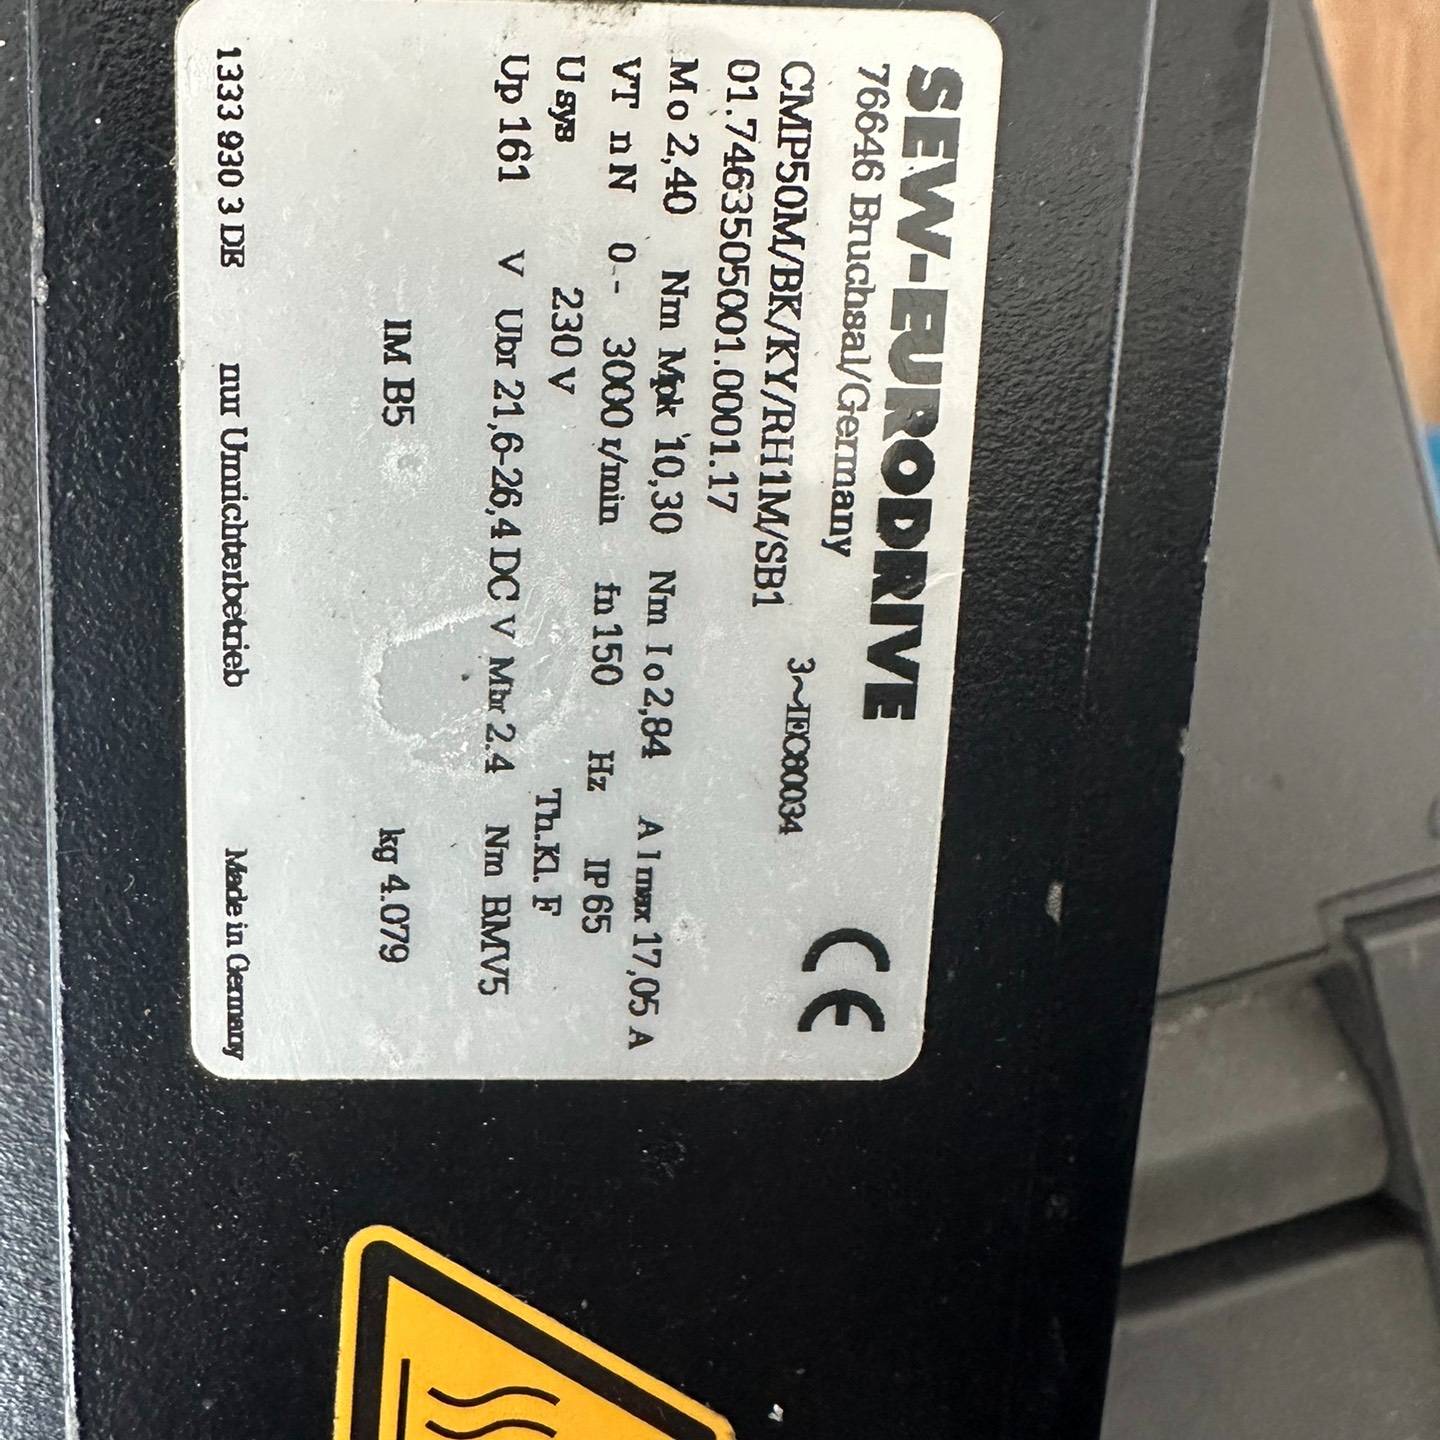 SEW-EURODRIVE
76646 Bruchsal/Germany
CMP50M/BK/KY/RH1M/SB1 3~IEC60034
01.7463505001.0001.17
Mo 2,40 Nm Mpk 10,30 Nm Io 2,84 A Imax 17,05 A
VT nN 0-- 3000 r/min fn 150 Hz IP 65
U sys 230 V Th.Kl. F
Up 161 V Ubr 21,6-26,4 DC V Mbr 2.4 Nm BMV5
IM B5 kg 4.079
1333 930 3 DE nur Umrichterbetrieb Made in Germany